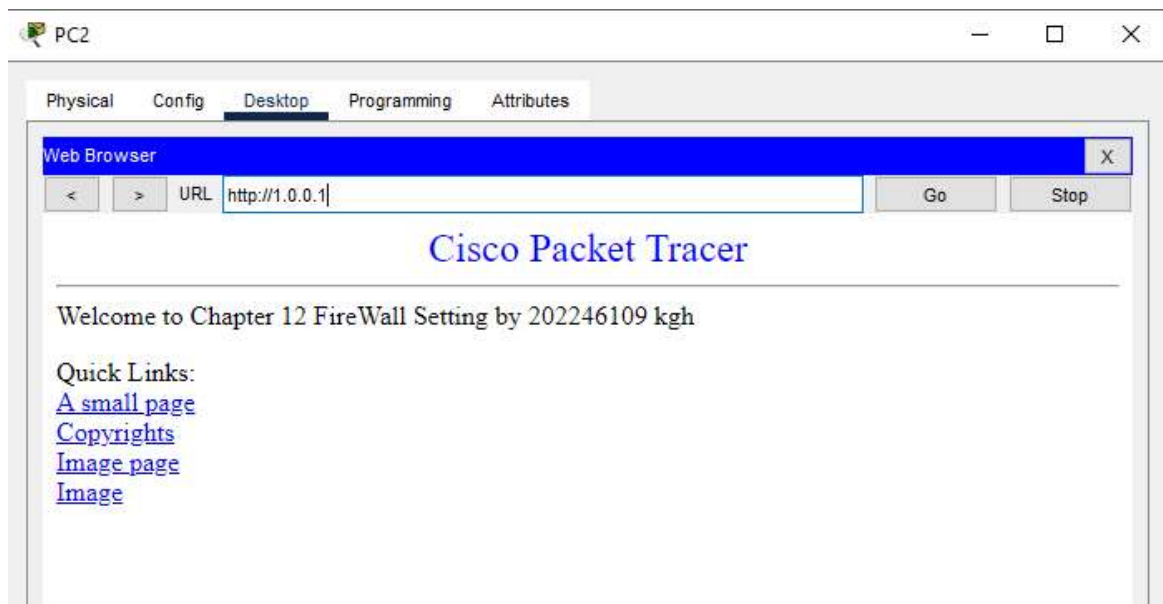 PC2
Physical Config Desktop Programming Attributes
Web Browser X
< > URL http://1.0.0.1 Go Stop
Cisco Packet Tracer
Welcome to Chapter 12 FireWall Setting by 202246109 kgh
Quick Links:
A small page
Copyrights
Image page
Image